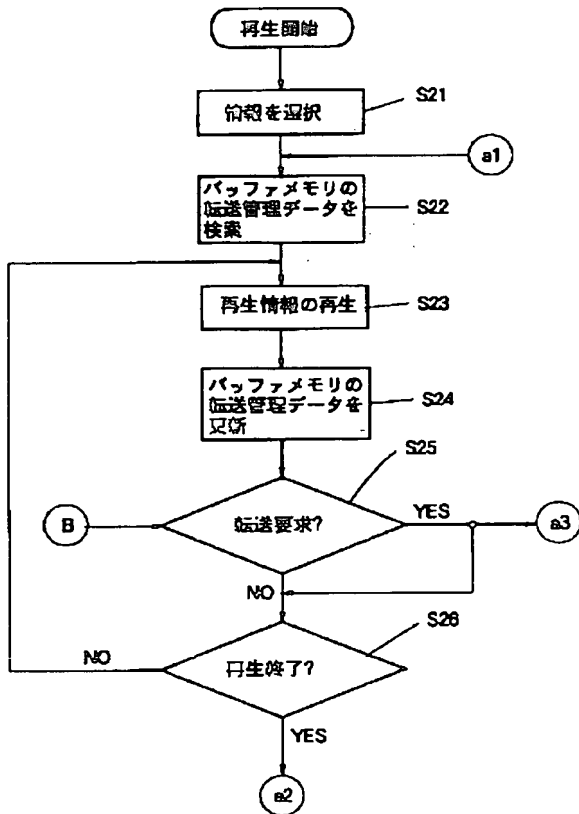 再生開始
情報を選択
S21
a1
バッファメモリの
転送管理データを
検索
S22
再生情報の再生
S23
バッファメモリの
転送管理データを
更新
S24
S25
B
転送要求?
YES
a3
NO
S26
NO
再生終了?
YES
a2